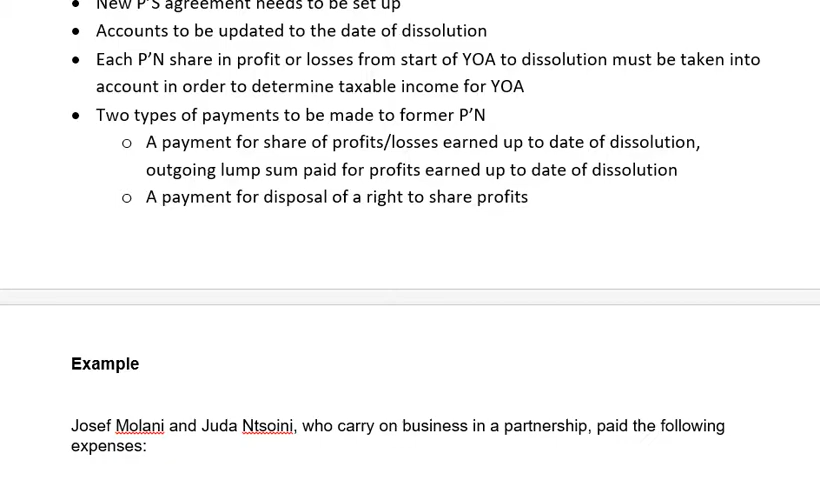 • New P'S agreement needs to be set up
• Accounts to be updated to the date of dissolution
• Each P'N share in profit or losses from start of YOA to dissolution must be taken into
account in order to determine taxable income for YOA
• Two types of payments to be made to former P'N
o A payment for share of profits/losses earned up to date of dissolution,
outgoing lump sum paid for profits earned up to date of dissolution
o A payment for disposal of a right to share profits
Example
Josef Molani and Juda Ntsoini, who carry on business in a partnership, paid the following
expenses: